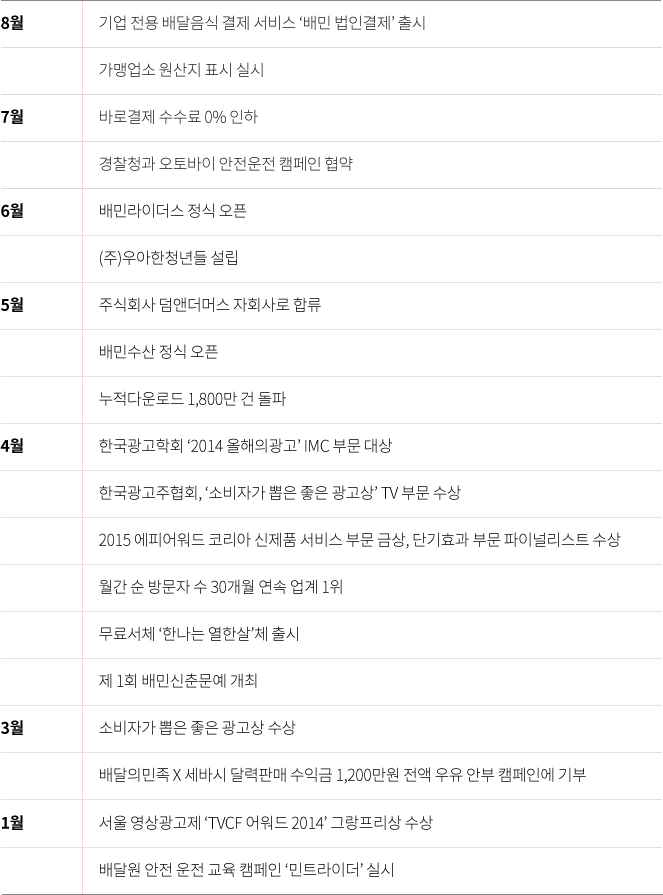 8월 기업 전용 배달음식 결제 서비스 ‘배민 법인결제’ 출시
가맹업소 원산지 표시 실시
7월 바로결제 수수료 0% 인하
경찰청과 오토바이 안전운전 캠페인 협약
6월 배민라이더스 정식 오픈
(주)우아한청년들 설립
5월 주식회사 덤앤더머스 자회사로 합류
배민수산 정식 오픈
누적다운로드 1,800만 건 돌파
4월 한국광고학회 ‘2014 올해의광고’ IMC 부문 대상
한국광고주협회, ‘소비자가 뽑은 좋은 광고상’ TV 부문 수상
2015 에피어워드 코리아 신제품 서비스 부문 금상, 단기효과 부문 파이널리스트 수상
월간 순 방문자 수 30개월 연속 업계 1위
무료서체 ‘한나는 열한살’체 출시
제 1회 배민신춘문예 개최
3월 소비자가 뽑은 좋은 광고상 수상
배달의민족 X 세바시 달력판매 수익금 1,200만원 전액 우유 안부 캠페인에 기부
1월 서울 영상광고제 ‘TVCF 어워드 2014’ 그랑프리상 수상
배달원 안전 운전 교육 캠페인 ‘민트라이더’ 실시